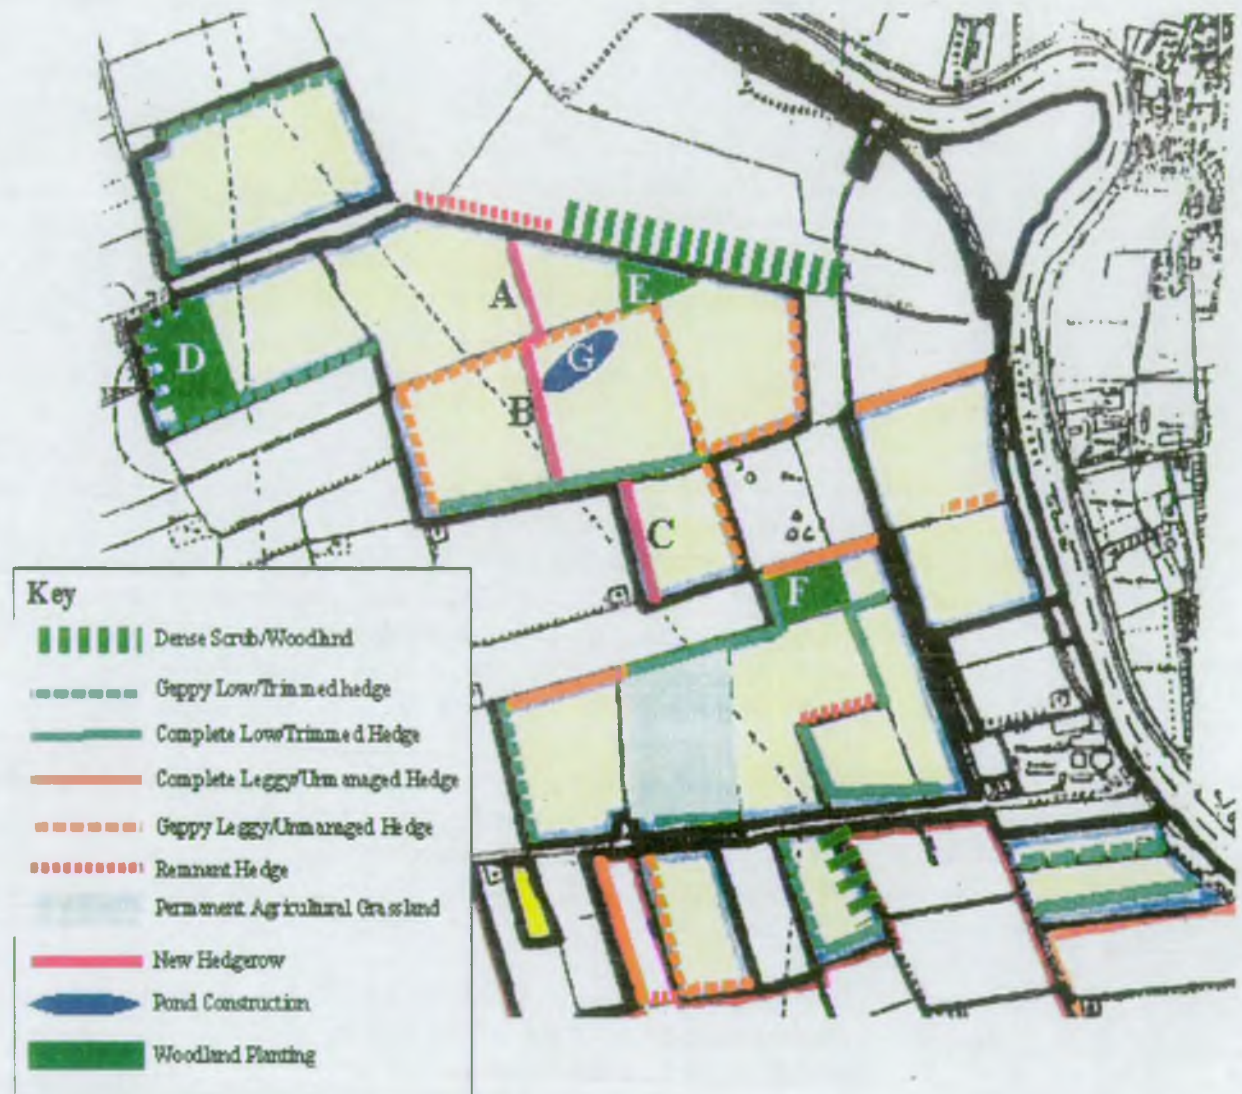 A
E
D
G
B
C
F
Key
Dense Scrub/Woodland
Gappy Low/Trimmed hedge
Complete Low/Trimmed Hedge
Complete Leggy/Unmanaged Hedge
Gappy Leggy/Unmanaged Hedge
Remnant Hedge
Permanent Agricultural Grassland
New Hedgerow
Pond Construction
Woodland Planting